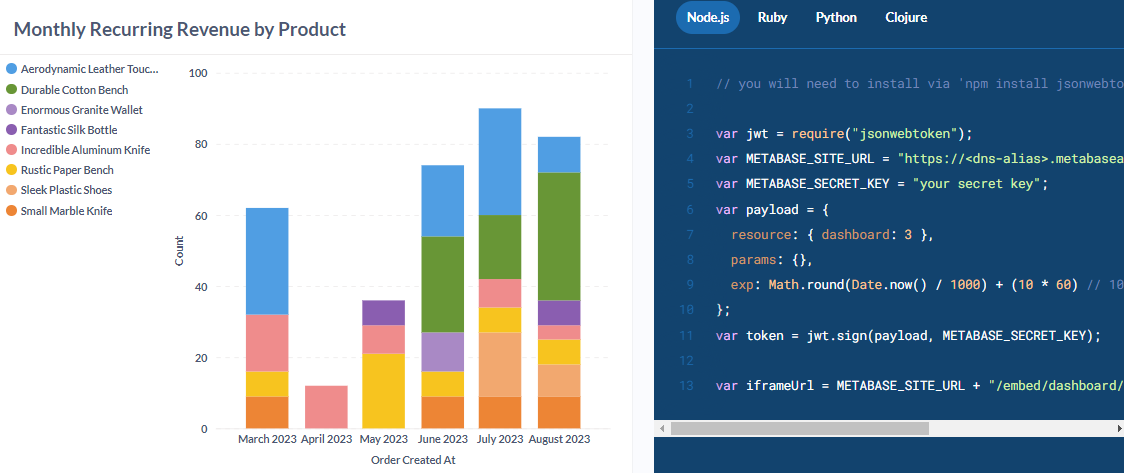 Monthly Recurring Revenue by Product
Aerodynamic Leather Touc...
Durable Cotton Bench
Enormous Granite Wallet
Fantastic Silk Bottle
Incredible Aluminum Knife
Rustic Paper Bench
Sleek Plastic Shoes
Small Marble Knife
Count
100
80
60
40
20
0
March 2023 April 2023 May 2023 June 2023 July 2023 August 2023
Order Created At
Node.js Ruby Python Clojure
1 // you will need to install via 'npm install jsonwebto
2
3 var jwt = require("jsonwebtoken");
4 var METABASE_SITE_URL = "https://<dns-alias>.metabasea
5 var METABASE_SECRET_KEY = "your secret key";
6 var payload = {
7 resource: { dashboard: 3 },
8 params: {},
9 exp: Math.round(Date.now() / 1000) + (10 * 60) // 10
10 };
11 var token = jwt.sign(payload, METABASE_SECRET_KEY);
12
13 var iframeUrl = METABASE_SITE_URL + "/embed/dashboard/